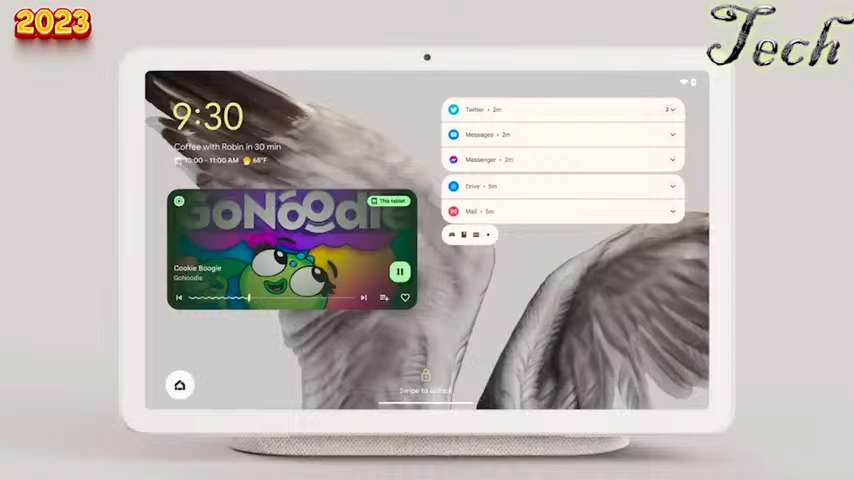 2023
Tech
9:30
Coffee with Robin in 30 min
10:00 - 11:00 AM 68°F
Twitter • 2m
2
Messages • 2m
Messenger • 2m
Drive • 5m
Mail • 5m
GoNoodle
This tablet
Cookie Boogie
GoNoodle
Swipe to unlock